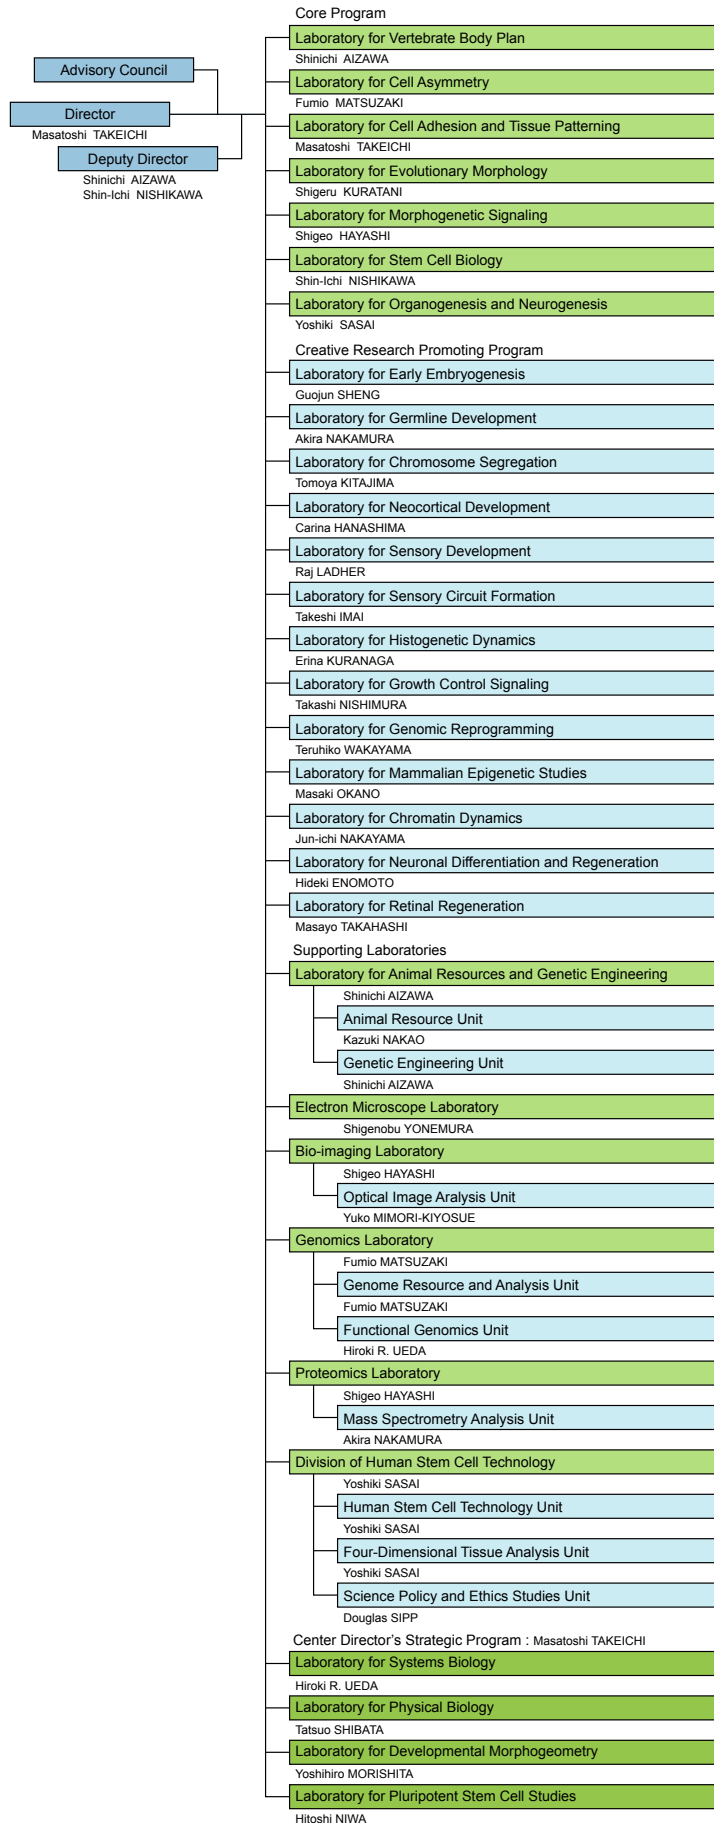 Core Program
Laboratory for Vertebrate Body Plan
Shinichi AIZAWA
Advisory Council
Laboratory for Cell Asymmetry
Fumio MATSUZAKI
Director
Masatoshi TAKEICHI
Laboratory for Cell Adhesion and Tissue Patterning
Masatoshi TAKEICHI
Deputy Director
Shinichi AIZAWA
Shin-Ichi NISHIKAWA
Laboratory for Evolutionary Morphology
Shigeru KURATANI
Laboratory for Morphogenetic Signaling
Shigeo HAYASHI
Laboratory for Stem Cell Biology
Shin-Ichi NISHIKAWA
Laboratory for Organogenesis and Neurogenesis
Yoshiki SASAI
Creative Research Promoting Program
Laboratory for Early Embryogenesis
Guojun SHENG
Laboratory for Germline Development
Akira NAKAMURA
Laboratory for Chromosome Segregation
Tomoya KITAJIMA
Laboratory for Neocortical Development
Carina HANASHIMA
Laboratory for Sensory Development
Raj LADHER
Laboratory for Sensory Circuit Formation
Takeshi IMAI
Laboratory for Histogenetic Dynamics
Erina KURANAGA
Laboratory for Growth Control Signaling
Takashi NISHIMURA
Laboratory for Genomic Reprogramming
Teruhiko WAKAYAMA
Laboratory for Mammalian Epigenetic Studies
Masaki OKANO
Laboratory for Chromatin Dynamics
Jun-ichi NAKAYAMA
Laboratory for Neuronal Differentiation and Regeneration
Hideki ENOMOTO
Laboratory for Retinal Regeneration
Masayo TAKAHASHI
Supporting Laboratories
Laboratory for Animal Resources and Genetic Engineering
Shinichi AIZAWA
Animal Resource Unit
Kazuki NAKAO
Genetic Engineering Unit
Shinichi AIZAWA
Electron Microscope Laboratory
Shigenobu YONEMURA
Bio-imaging Laboratory
Shigeo HAYASHI
Optical Image Aralysis Unit
Yuko MIMORI-KIYOSUE
Genomics Laboratory
Fumio MATSUZAKI
Genome Resource and Analysis Unit
Fumio MATSUZAKI
Functional Genomics Unit
Hiroki R. UEDA
Proteomics Laboratory
Shigeo HAYASHI
Mass Spectrometry Analysis Unit
Akira NAKAMURA
Division of Human Stem Cell Technology
Yoshiki SASAI
Human Stem Cell Technology Unit
Yoshiki SASAI
Four-Dimensional Tissue Analysis Unit
Yoshiki SASAI
Science Policy and Ethics Studies Unit
Douglas SIPP
Center Director's Strategic Program : Masatoshi TAKEICHI
Laboratory for Systems Biology
Hiroki R. UEDA
Laboratory for Physical Biology
Tatsuo SHIBATA
Laboratory for Developmental Morphogeometry
Yoshihiro MORISHITA
Laboratory for Pluripotent Stem Cell Studies
Hitoshi NIWA